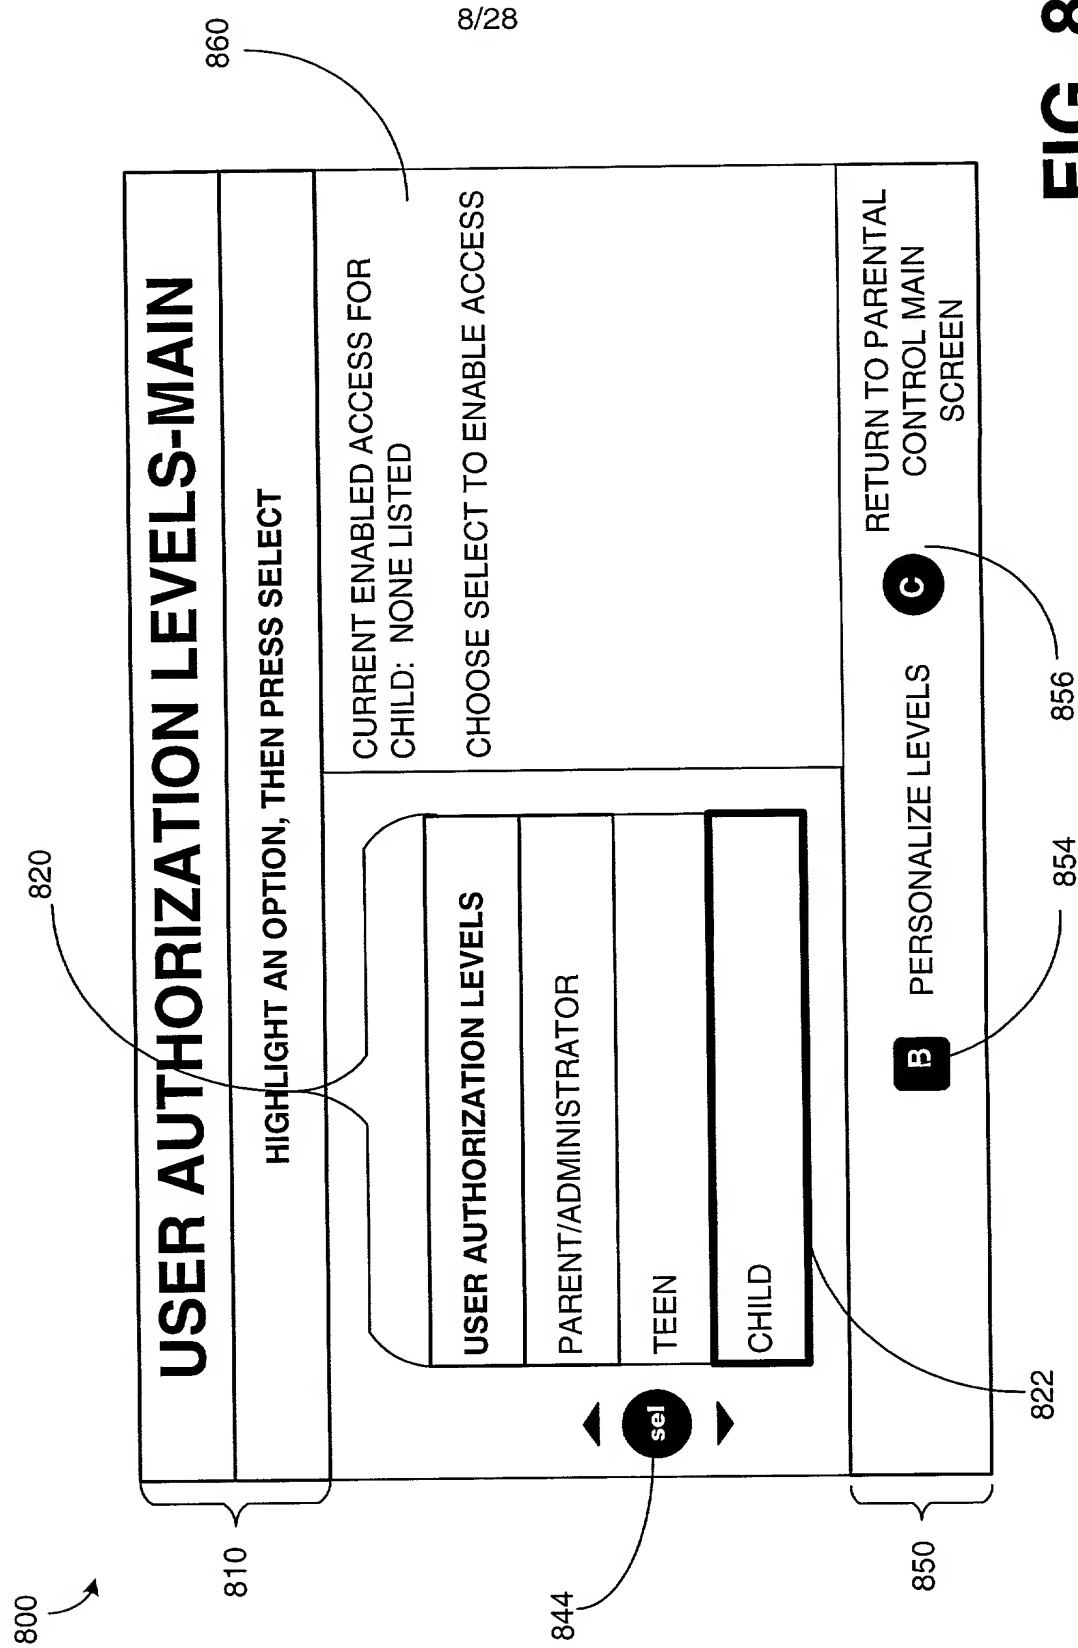 8/28
800
810
USER AUTHORIZATION LEVELS-MAIN
HIGHLIGHT AN OPTION, THEN PRESS SELECT
820
860
844
sel
USER AUTHORIZATION LEVELS
PARENT/ADMINISTRATOR
TEEN
CHILD
822
CURRENT ENABLED ACCESS FOR
CHILD: NONE LISTED
CHOOSE SELECT TO ENABLE ACCESS
850
B
PERSONALIZE LEVELS
C
RETURN TO PARENTAL
CONTROL MAIN
SCREEN
854
856
FIG. 8